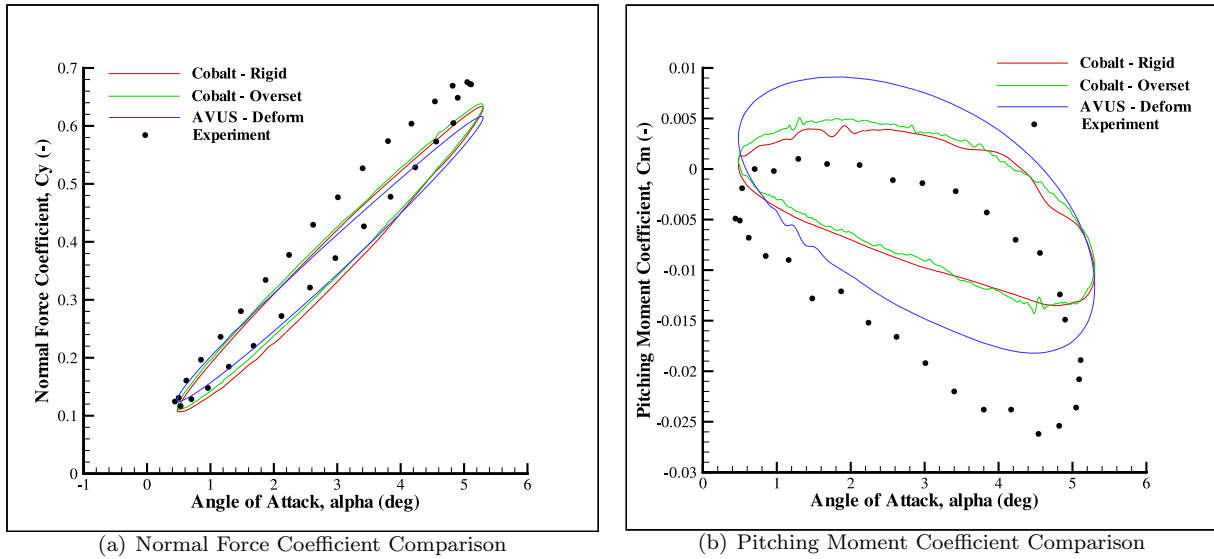 0.7
0.6
0.5
0.4
0.3
0.2
0.1
0
-1
0
1
2
3
4
5
6
Normal Force Coefficient, Cy (-)
Angle of Attack, alpha (deg)
Cobalt - Rigid
Cobalt - Overset
AVUS - Deform
Experiment
(a) Normal Force Coefficient Comparison
0.01
0.005
0
-0.005
-0.01
-0.015
-0.02
-0.025
-0.03
0
1
2
3
4
5
6
Pitching Moment Coefficient, Cm (-)
Angle of Attack, alpha (deg)
Cobalt - Rigid
Cobalt - Overset
AVUS - Deform
Experiment
(b) Pitching Moment Coefficient Comparison